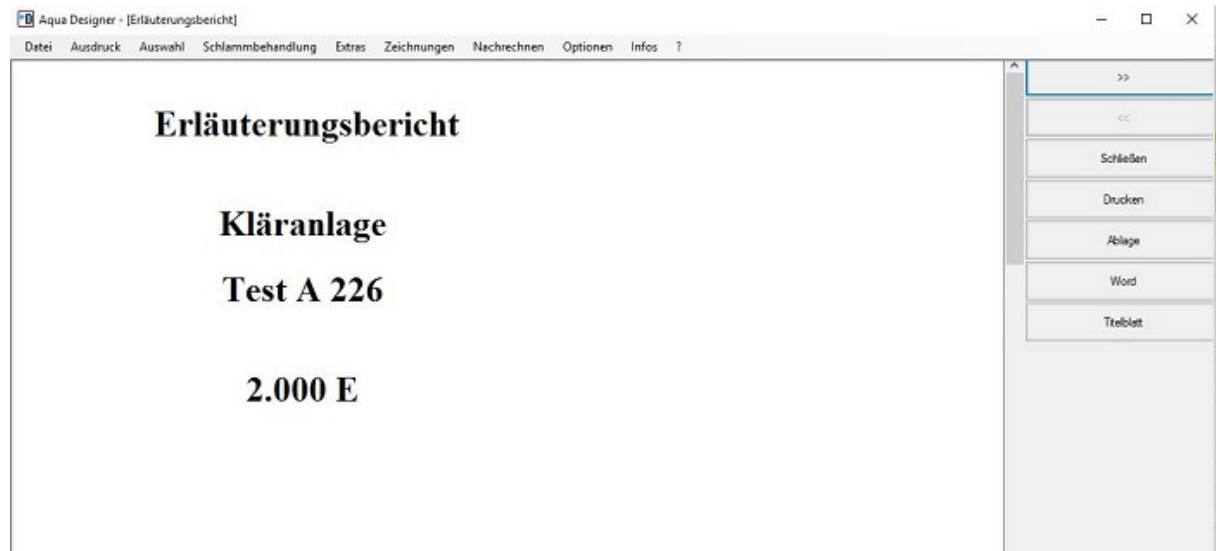 Aqua Designer - [Erläuterungsbericht]
Datei Ausdruck Auswahl Schlammbehandlung Extras Zeichnungen Nachrechnen Optionen Infos ?
Erläuterungsbericht
Kläranlage
Test A 226
2.000 E
>>
<<
Schließen
Drucken
Ablage
Word
Titelblatt